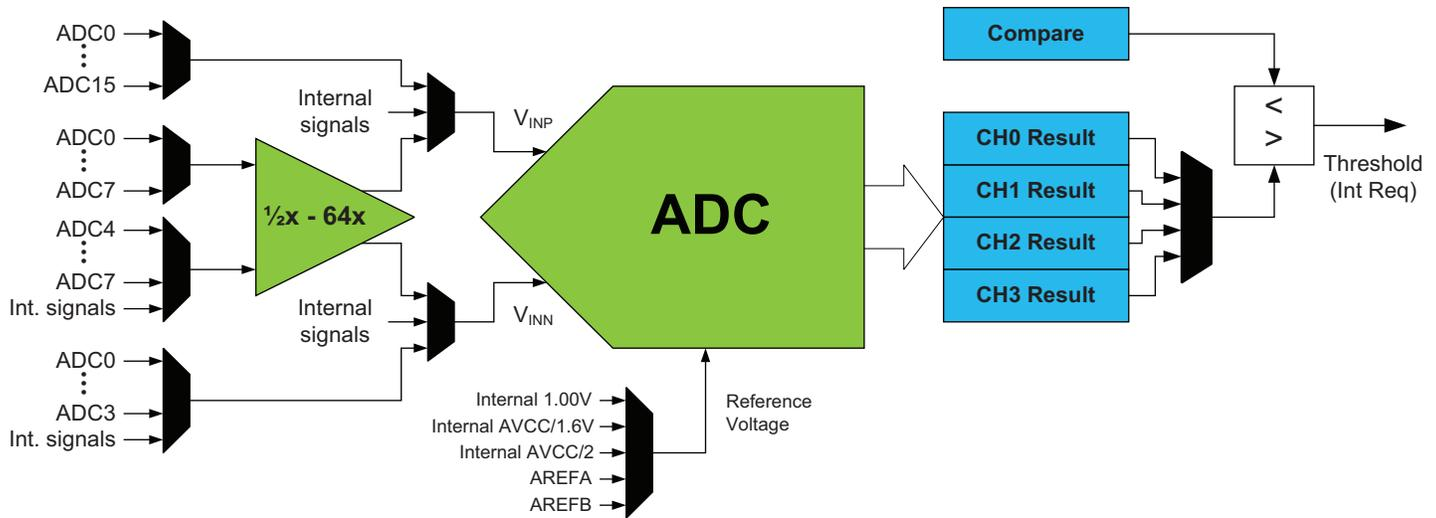 ADC0
ADC15
ADC0
ADC7
ADC4
ADC7
Int. signals
ADC0
ADC3
Int. signals
½x - 64x
Internal
signals
Internal
signals
VINP
VINN
ADC
Internal 1.00V
Internal AVCC/1.6V
Internal AVCC/2
AREFA
AREFB
Reference
Voltage
Compare
CH0 Result
CH1 Result
CH2 Result
CH3 Result
<
>
Threshold
(Int Req)